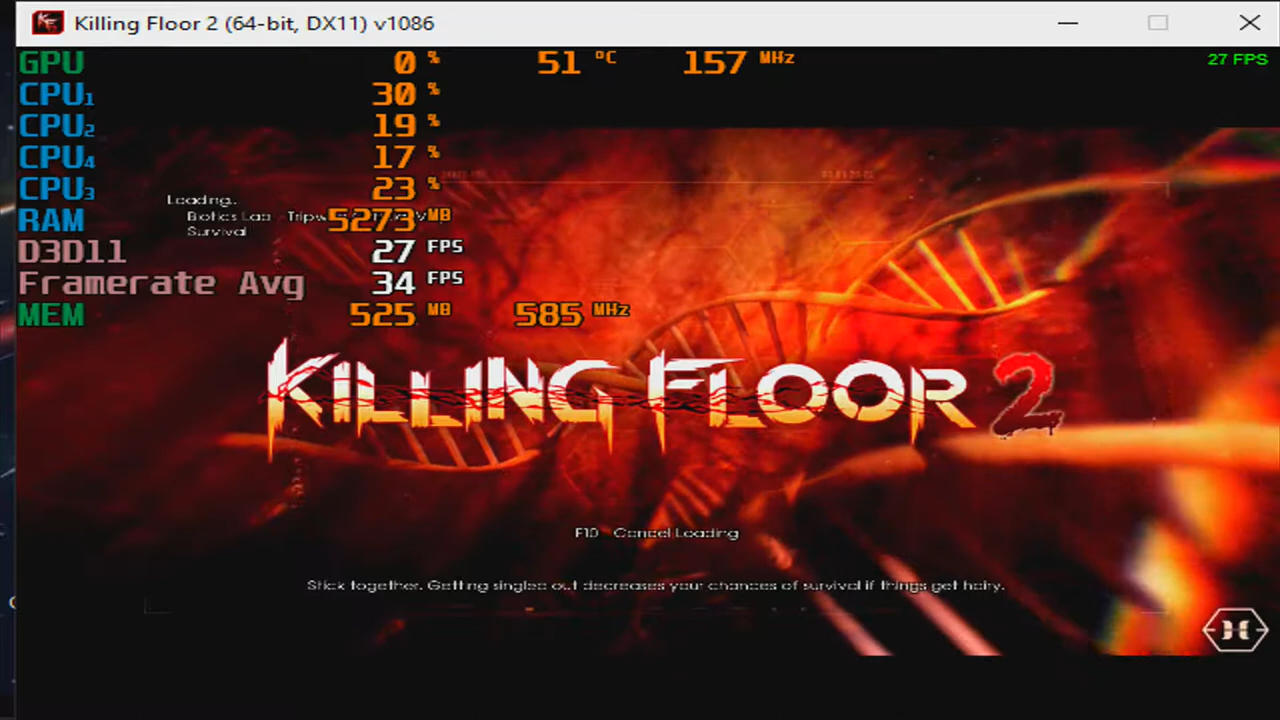 Killing Floor 2 (64-bit, DX11) v1086
GPU 0 % 51 °C 157 MHz
27 FPS
CPU1 30 %
CPU2 19 %
CPU4 17 %
CPU3 23 %
Loading...
Biotics Lab
RAM 5273 MB
Survival
D3D11 27 FPS
Framerate Avg 34 FPS
MEM 525 MB 585 MHz
KILLING FLOOR 2
F10 - Cancel Loading
Stick together. Getting singled out decreases your chances of survival if things get hairy.